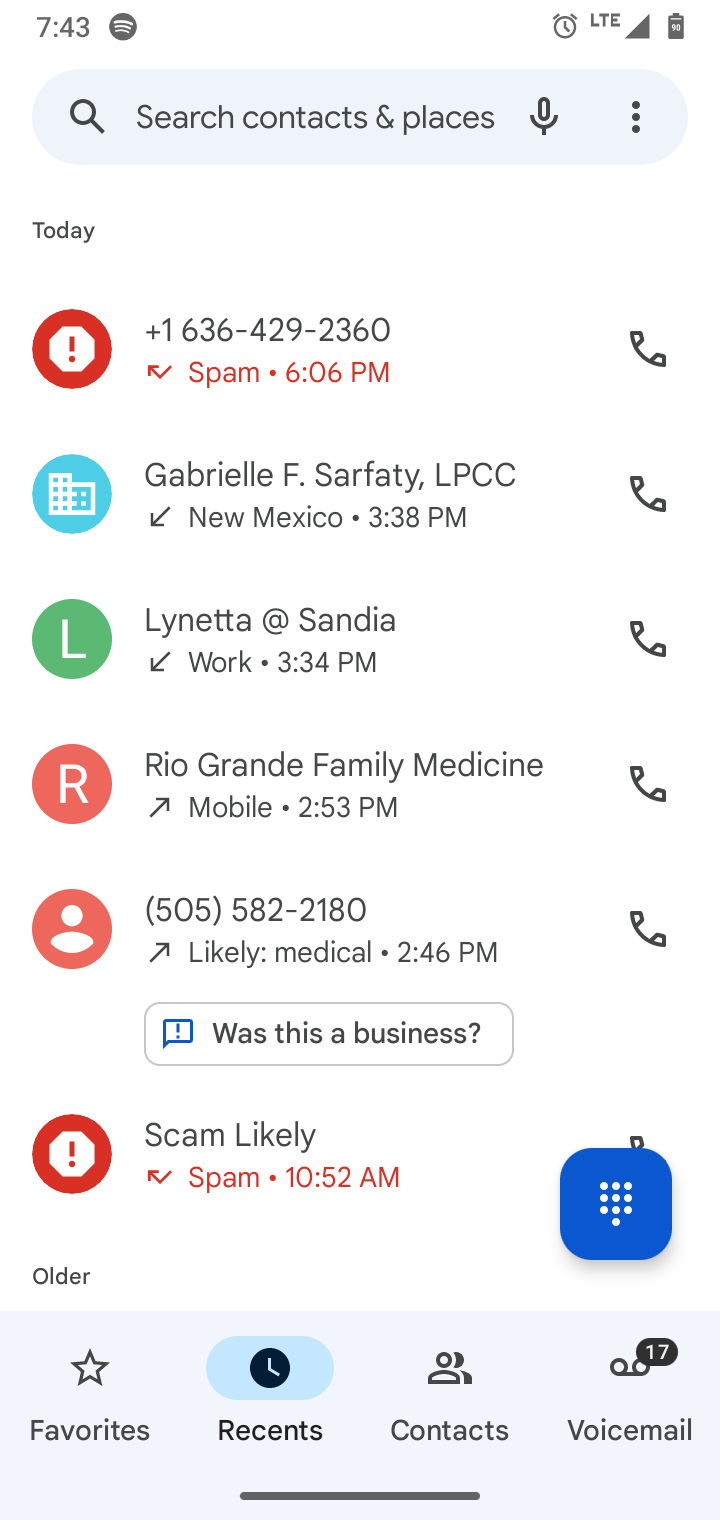 7:43
LTE
90
Search contacts & places
Today
+1 636-429-2360
Spam • 6:06 PM
Gabrielle F. Sarfaty, LPCC
New Mexico • 3:38 PM
L
Lynetta @ Sandia
Work • 3:34 PM
R
Rio Grande Family Medicine
Mobile • 2:53 PM
(505) 582-2180
Likely: medical • 2:46 PM
Was this a business?
Scam Likely
Spam • 10:52 AM
Older
17
Favorites
Recents
Contacts
Voicemail